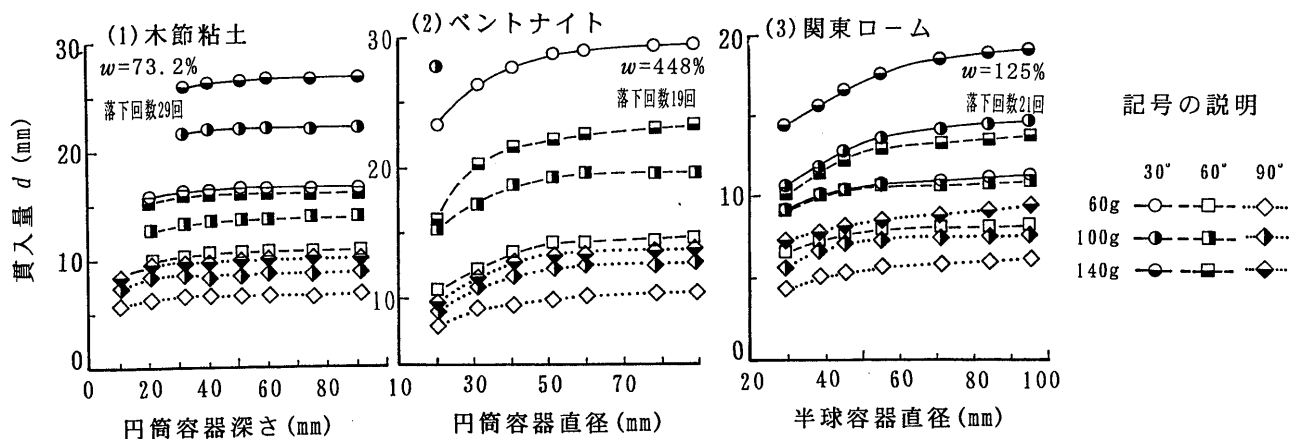 (1)木節粘土
w=73.2%
落下回数29回
30
20
10
0
貫入量 d (mm)
0 20 40 60 80
円筒容器深さ(mm)
(2)ベントナイト
w=448%
落下回数19回
30
20
10
10 30 50 70
円筒容器直径(mm)
(3)関東ローム
w=125%
落下回数21回
20
10
0
20 40 60 80 100
半球容器直径(mm)
記号の説明
30° 60° 90°
60g
100g
140g